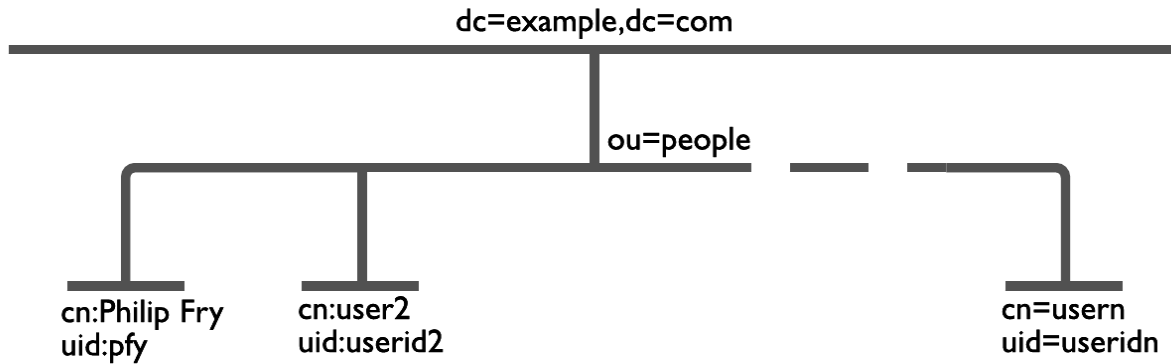 dc=example,dc=com
ou=people
cn:Philip Fry
uid:pfy
cn:user2
uid:userid2
cn=usern
uid=useridn